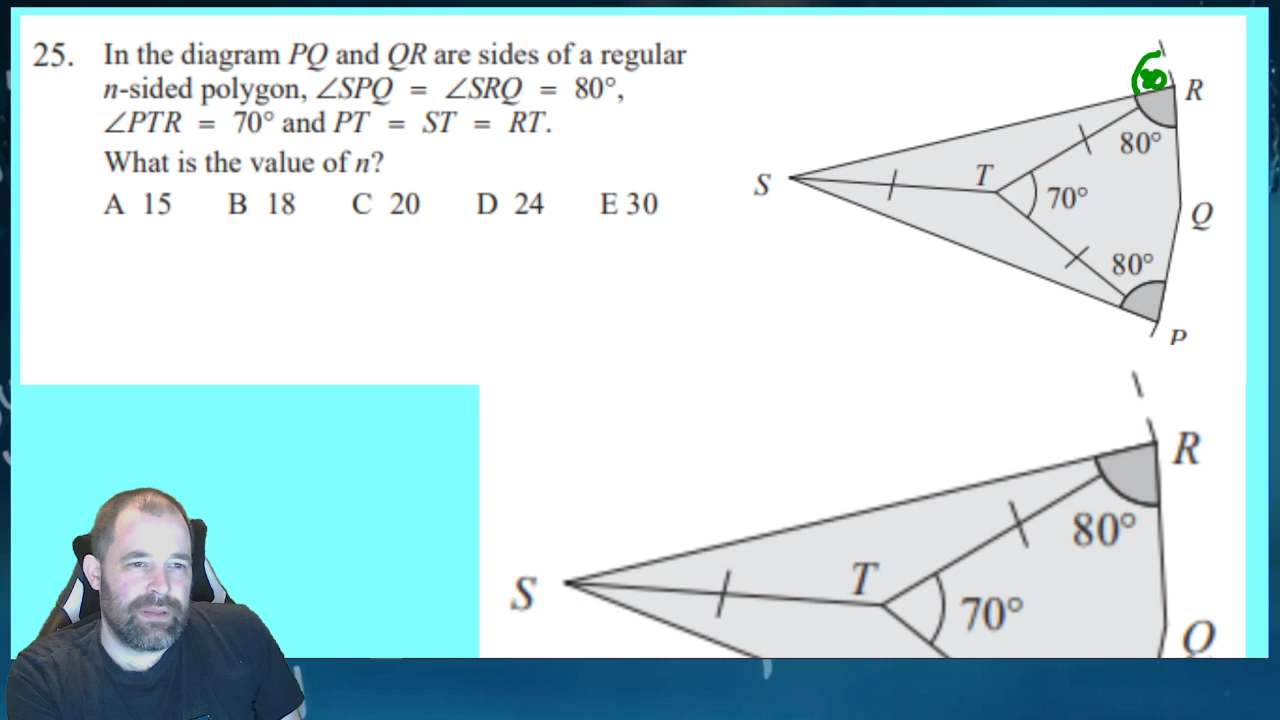 25. In the diagram PQ and QR are sides of a regular
n-sided polygon, ∠SPQ = ∠SRQ = 80°,
∠PTR = 70° and PT = ST = RT.
What is the value of n?
A 15 B 18 C 20 D 24 E 30
R
80°
S
T
70°
Q
80°
P
R
80°
S
T
70°
Q